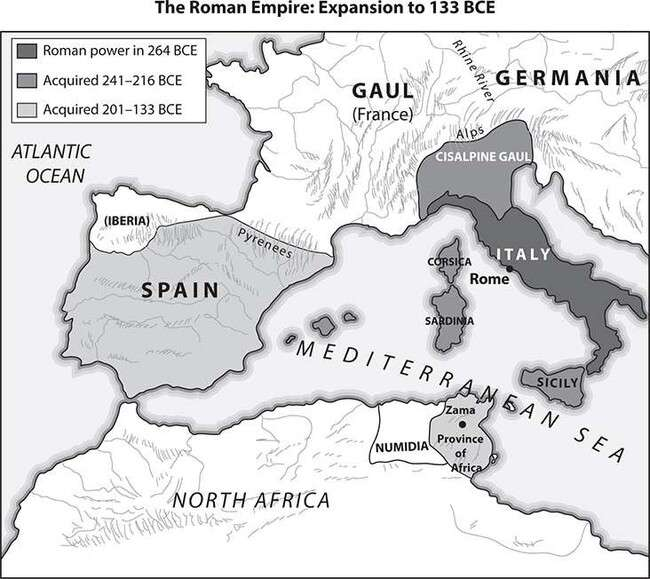 The Roman Empire: Expansion to 133 BCE
Roman power in 264 BCE
Acquired 241–216 BCE
Acquired 201–133 BCE
Rhine River
GERMANIA
GAUL
(France)
Alps
CISALPINE GAUL
ATLANTIC
OCEAN
(IBERIA)
Pyrenees
ITALY
CORSICA
Rome
SPAIN
SARDINIA
MEDITERRANEAN SEA
SICILY
Zama
Province
of
Africa
NUMIDIA
NORTH AFRICA